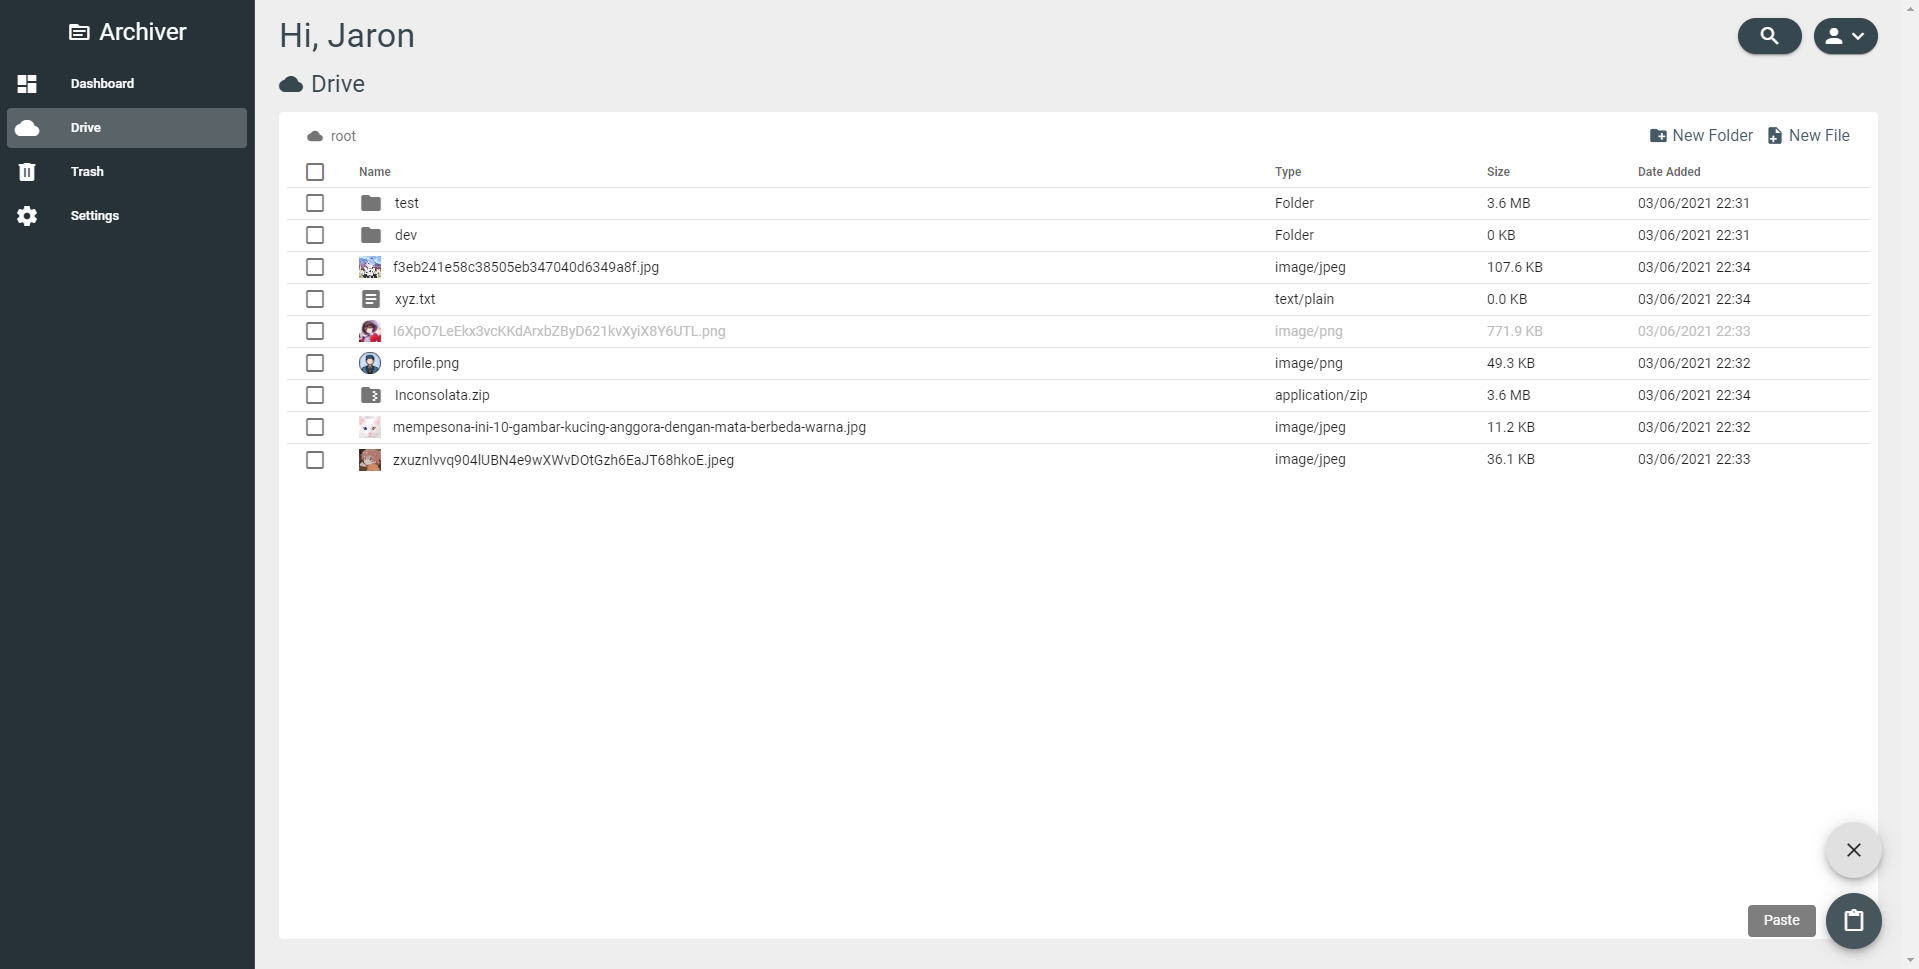 Archiver
Dashboard
Drive
Trash
Settings
Hi, Jaron
Drive
root
New Folder New File
Name Type Size Date Added
test Folder 3.6 MB 03/06/2021 22:31
dev Folder 0 KB 03/06/2021 22:31
f3eb241e58c38505eb347040d6349a8f.jpg image/jpeg 107.6 KB 03/06/2021 22:34
xyz.txt text/plain 0.0 KB 03/06/2021 22:34
I6XpO7LeEkx3vcKKdArxbZByD621kvXyiX8Y6UTL.png image/png 771.9 KB 03/06/2021 22:33
profile.png image/png 49.3 KB 03/06/2021 22:32
Inconsolata.zip application/zip 3.6 MB 03/06/2021 22:34
mempesona-ini-10-gambar-kucing-anggora-dengan-mata-berbeda-warna.jpg image/jpeg 11.2 KB 03/06/2021 22:32
zxuznlvvq904lUBN4e9wXWvDOtGzh6EaJT68hkoE.jpeg image/jpeg 36.1 KB 03/06/2021 22:33
Paste